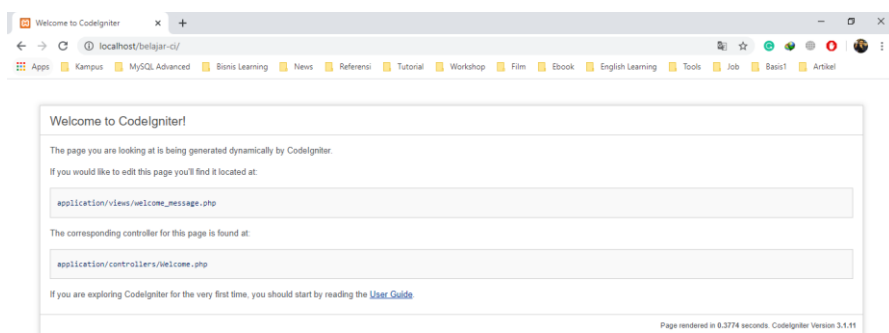 Welcome to CodeIgniter
localhost/belajar-ci/
Apps Kampus MySQL Advanced Bisnis Learning News Referensi Tutorial Workshop Film Ebook English Learning Tools Job Basis1 Artikel
Welcome to CodeIgniter!
The page you are looking at is being generated dynamically by CodeIgniter.
If you would like to edit this page you'll find it located at:
application/views/welcome_message.php
The corresponding controller for this page is found at:
application/controllers/Welcome.php
If you are exploring CodeIgniter for the very first time, you should start by reading the User Guide.
Page rendered in 0.3774 seconds. CodeIgniter Version 3.1.11